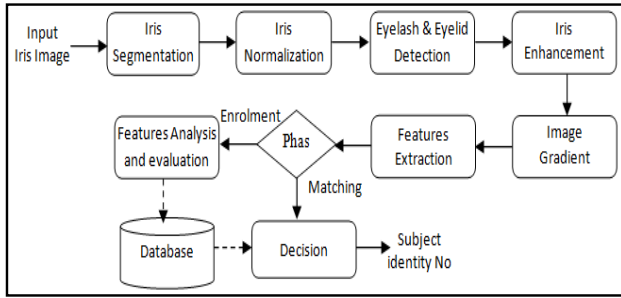 Input
Iris Image
Iris
Segmentation
Iris
Normalization
Eyelash & Eyelid
Detection
Iris
Enhancement
Enrolment
Features Analysis
and evaluation
Phas
Features
Extraction
Image
Gradient
Matching
Database
Decision
Subject
identity No